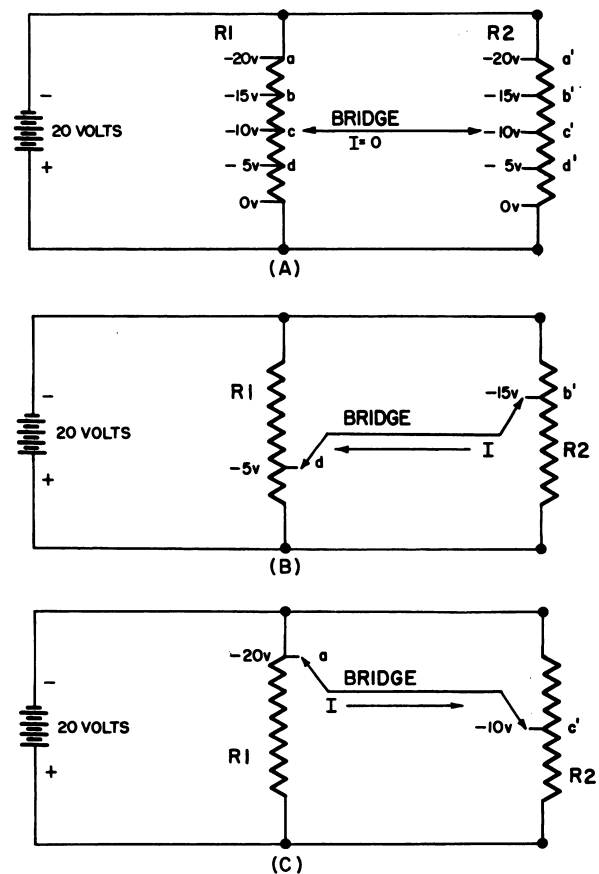 R1 R2
−20v a −20v a'
− −15v b −15v b'
20 VOLTS −10v c BRIDGE −10v c'
I=0
+ −5v d −5v d'
0v 0v
(A)
−
R1 −15v b'
BRIDGE
20 VOLTS I R2
−5v d
+
(B)
−20v a
− BRIDGE
I
20 VOLTS −10v c'
R1
+ R2
(C)